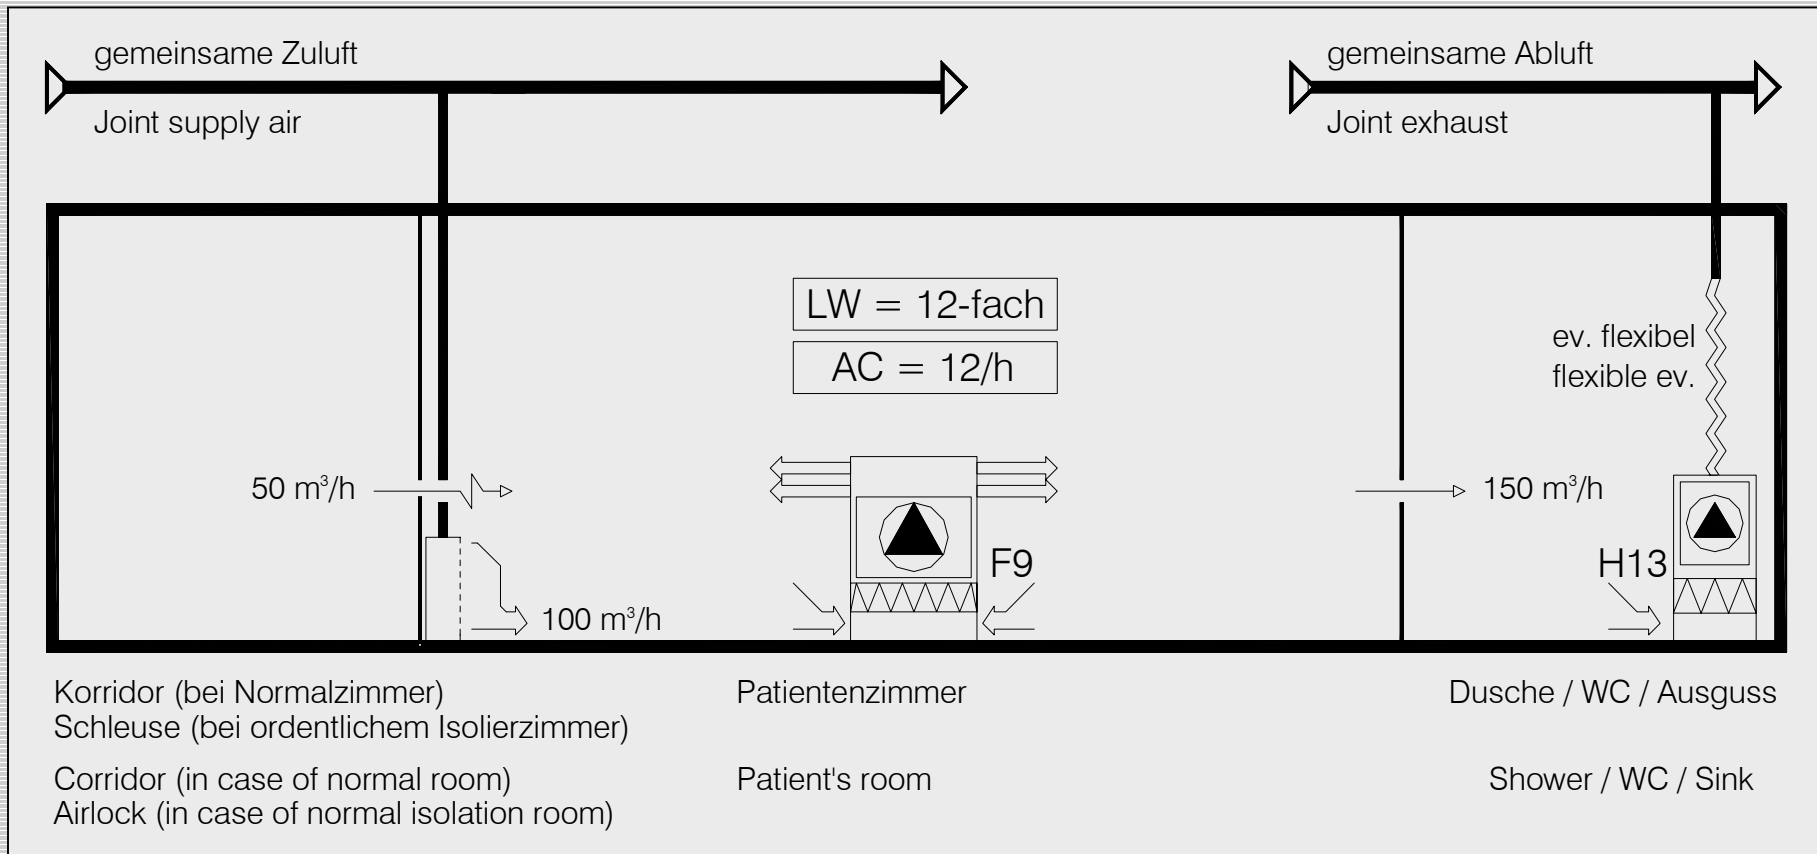 gemeinsame Zuluft
Joint supply air
gemeinsame Abluft
Joint exhaust
LW = 12-fach
AC = 12/h
ev. flexibel
flexible ev.
50 m³/h
150 m³/h
F9
H13
100 m³/h
Korridor (bei Normalzimmer)
Schleuse (bei ordentlichem Isolierzimmer)
Corridor (in case of normal room)
Airlock (in case of normal isolation room)
Patientenzimmer
Patient's room
Dusche / WC / Ausguss
Shower / WC / Sink